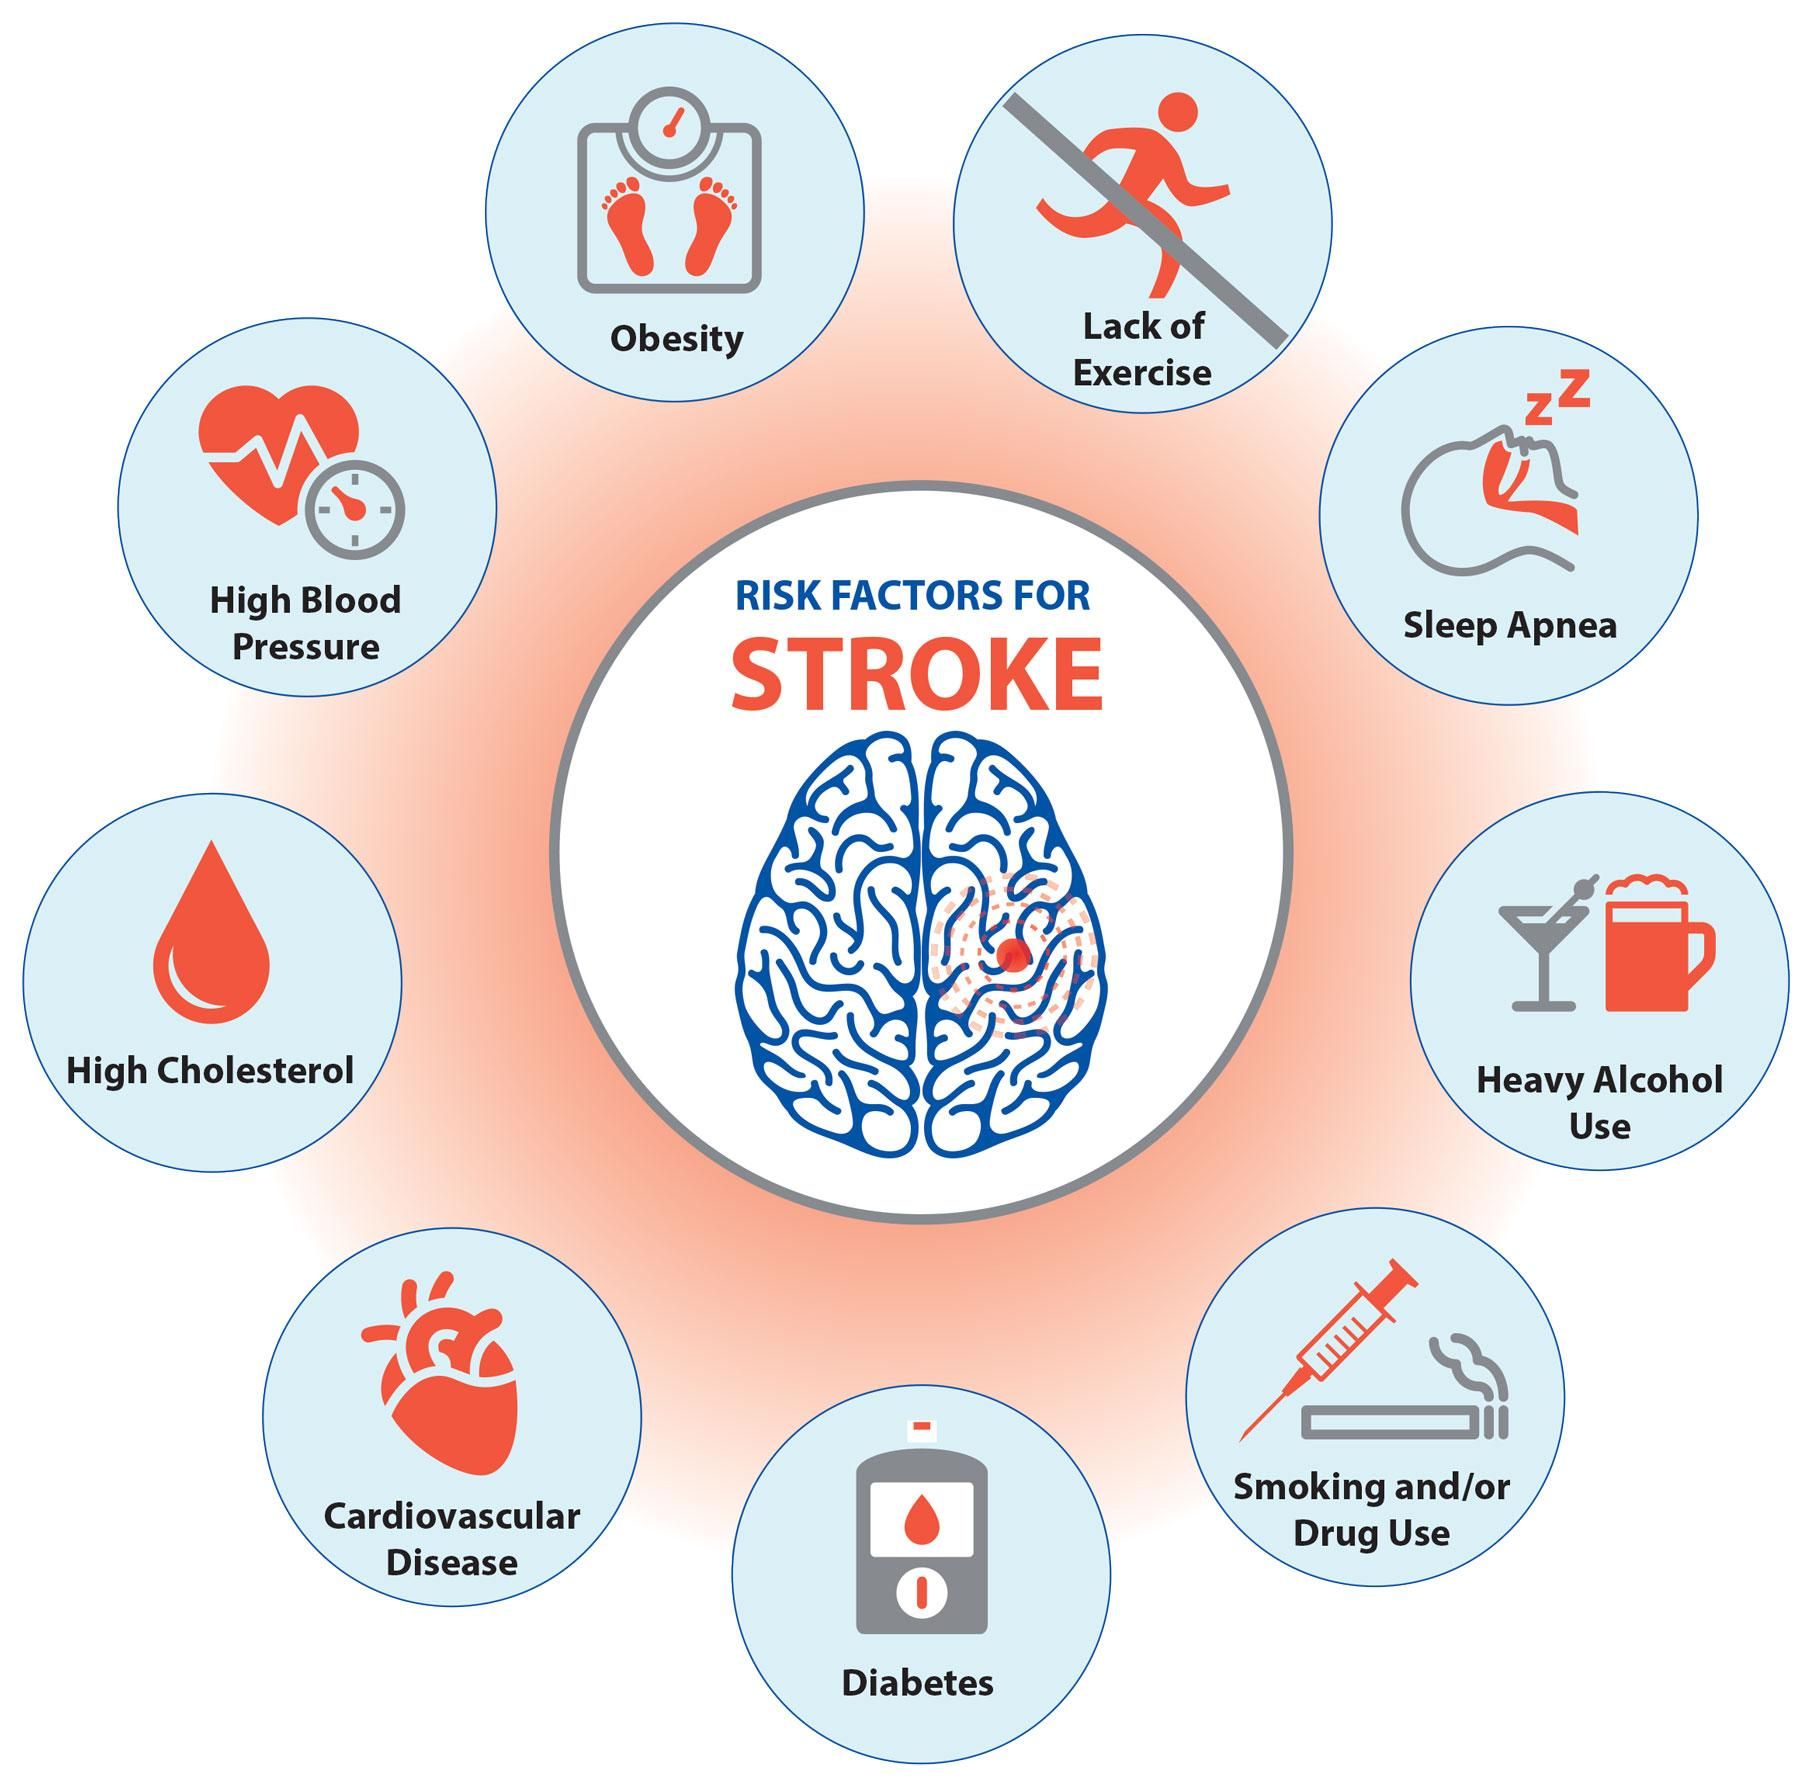 RISK FACTORS FOR
STROKE
Obesity
Lack of
Exercise
zZ
Sleep Apnea
Heavy Alcohol
Use
Smoking and/or
Drug Use
Diabetes
Cardiovascular
Disease
High Cholesterol
High Blood
Pressure